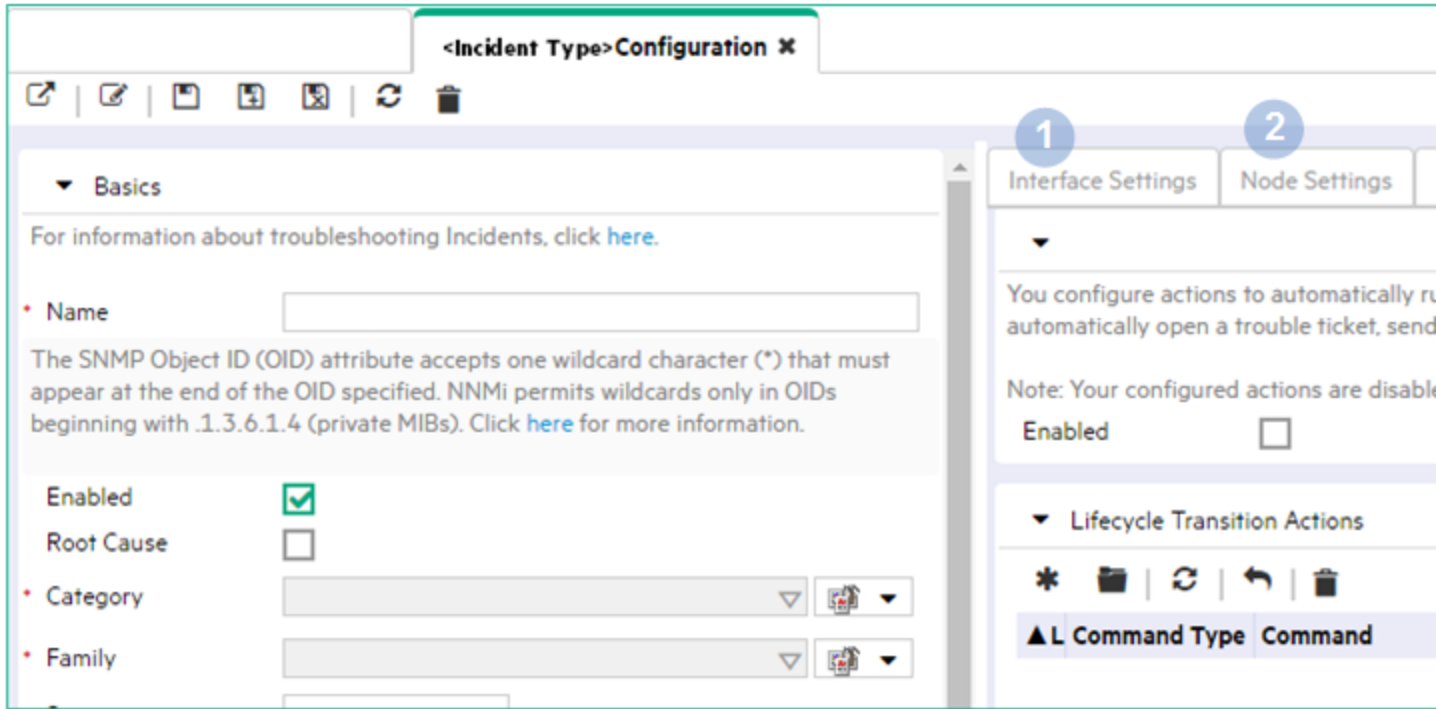 <Incident Type>Configuration ✖
1
2
Basics
Interface Settings
Node Settings
For information about troubleshooting Incidents, click here.
* Name
The SNMP Object ID (OID) attribute accepts one wildcard character (*) that must
appear at the end of the OID specified. NNMi permits wildcards only in OIDs
beginning with .1.3.6.1.4 (private MIBs). Click here for more information.
Enabled
Root Cause
* Category
* Family
You configure actions to automatically
automatically open a trouble ticket, send
Note: Your configured actions are
Enabled
Lifecycle Transition Actions
▲L Command Type Command